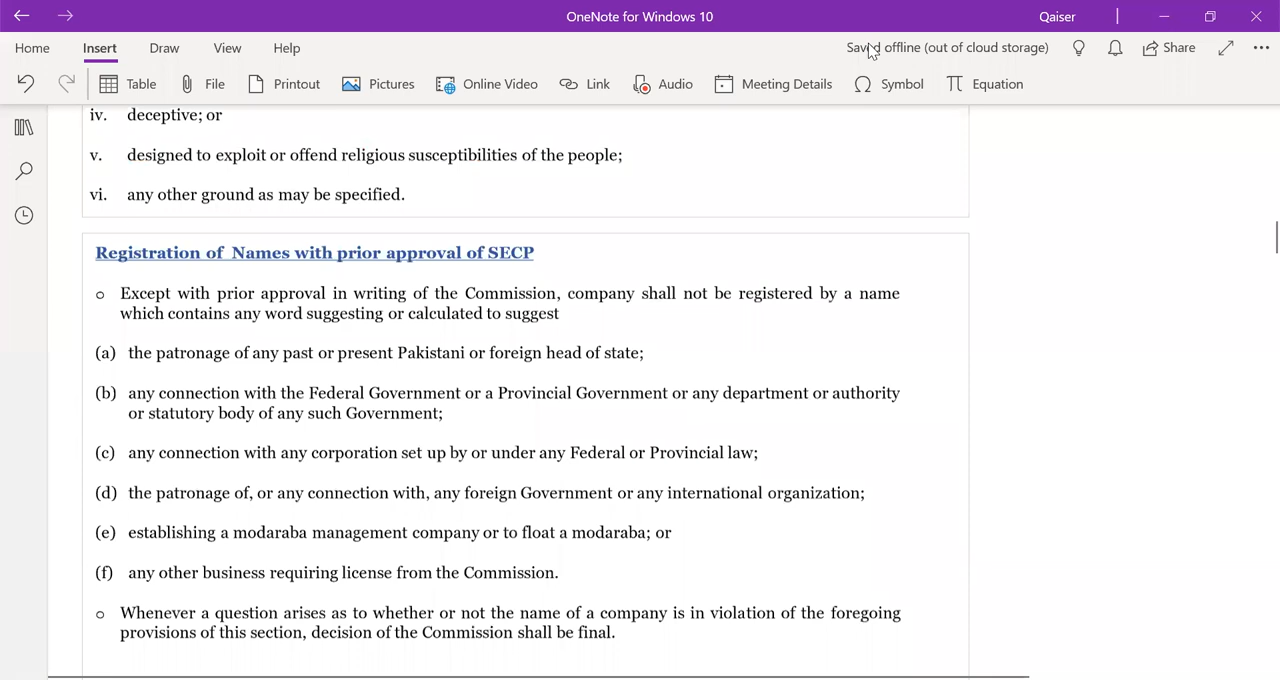 OneNote for Windows 10
Qaiser
Home Insert Draw View Help
Saved offline (out of cloud storage)
Share
Table File Printout Pictures Online Video Link Audio Meeting Details Symbol Equation
iv. deceptive; or
v. designed to exploit or offend religious susceptibilities of the people;
vi. any other ground as may be specified.
Registration of Names with prior approval of SECP
o Except with prior approval in writing of the Commission, company shall not be registered by a name
which contains any word suggesting or calculated to suggest
(a) the patronage of any past or present Pakistani or foreign head of state;
(b) any connection with the Federal Government or a Provincial Government or any department or authority
or statutory body of any such Government;
(c) any connection with any corporation set up by or under any Federal or Provincial law;
(d) the patronage of, or any connection with, any foreign Government or any international organization;
(e) establishing a modaraba management company or to float a modaraba; or
(f) any other business requiring license from the Commission.
o Whenever a question arises as to whether or not the name of a company is in violation of the foregoing
provisions of this section, decision of the Commission shall be final.